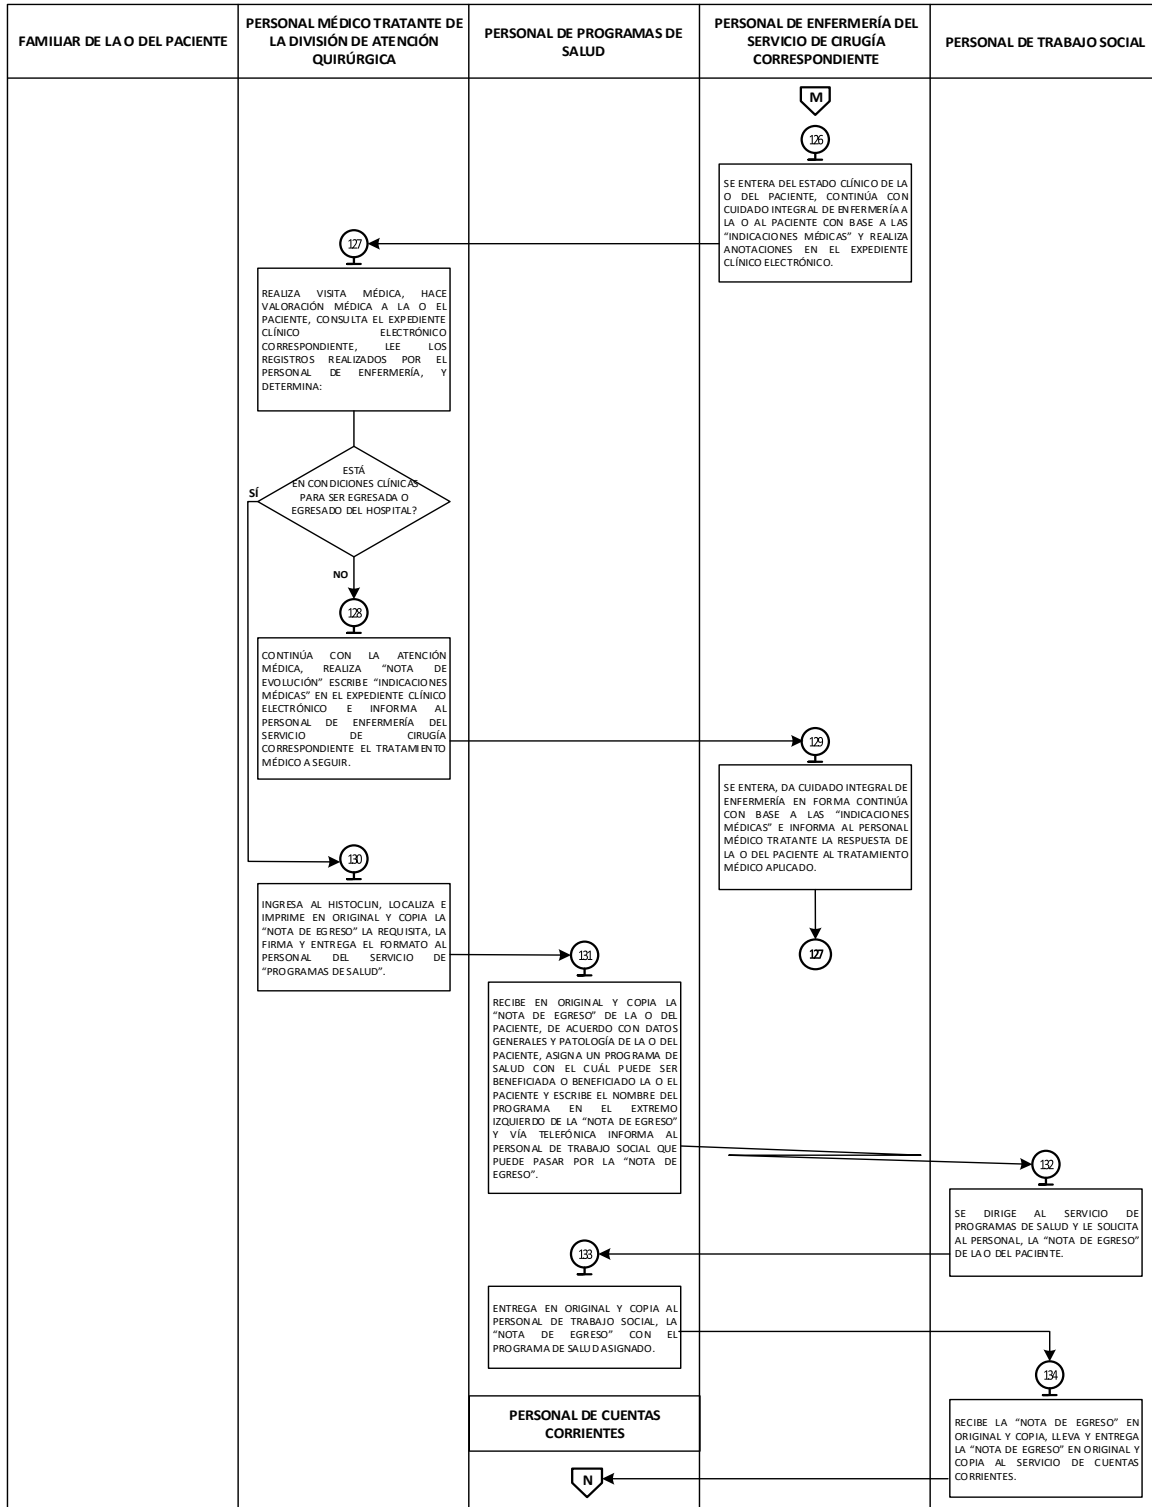 FAMILIAR DE LA O DEL PACIENTE
PERSONAL MÉDICO TRATANTE DE
LA DIVISIÓN DE ATENCIÓN
QUIRÚRGICA
PERSONAL DE PROGRAMAS DE
SALUD
PERSONAL DE ENFERMERÍA DEL
SERVICIO DE CIRUGÍA
CORRESPONDIENTE
PERSONAL DE TRABAJO SOCIAL
M
126
SE ENTERA DEL ESTADO CLÍNICO DE LA
O DEL PACIENTE, CONTINÚA CON
CUIDADO INTEGRAL DE ENFERMERÍA A
LA O AL PACIENTE CON BASE A LAS
“INDICACIONES MÉDICAS” Y REALIZA
ANOTACIONES EN EL EXPEDIENTE
CLÍNICO ELECTRÓNICO.
127
REALIZA VISITA MÉDICA, HACE
VALORACIÓN MÉDICA A LA O EL
PACIENTE, CONSULTA EL EXPEDIENTE
CLÍNICO ELECTRÓNICO
CORRESPONDIENTE, LEE LOS
REGISTROS REALIZADOS POR EL
PERSONAL DE ENFERMERÍA, Y
DETERMINA:
ESTÁ
EN CONDICIONES CLÍNICAS
PARA SER EGRESADA O
EGRESADO DEL HOSPITAL?
SÍ
NO
128
CONTINÚA CON LA ATENCIÓN
MÉDICA, REALIZA “NOTA DE
EVOLUCIÓN” ESCRIBE “INDICACIONES
MÉDICAS” EN EL EXPEDIENTE CLÍNICO
ELECTRÓNICO E INFORMA AL
PERSONAL DE ENFERMERÍA DEL
SERVICIO DE CIRUGÍA
CORRESPONDIENTE EL TRATAMIENTO
MÉDICO A SEGUIR.
129
SE ENTERA, DA CUIDADO INTEGRAL DE
ENFERMERÍA EN FORMA CONTINÚA
CON BASE A LAS “INDICACIONES
MÉDICAS” E INFORMA AL PERSONAL
MÉDICO TRATANTE LA RESPUESTA DE
LA O DEL PACIENTE AL TRATAMIENTO
MÉDICO APLICADO.
127
130
INGRESA AL HISTOCLIN, LOCALIZA E
IMPRIME EN ORIGINAL Y COPIA LA
“NOTA DE EGRESO” LA REQUISITA, LA
FIRMA Y ENTREGA EL FORMATO AL
PERSONAL DEL SERVICIO DE
“PROGRAMAS DE SALUD”.
131
RECIBE EN ORIGINAL Y COPIA LA
“NOTA DE EGRESO” DE LA O DEL
PACIENTE, DE ACUERDO CON DATOS
GENERALES Y PATOLOGÍA DE LA O DEL
PACIENTE, ASIGNA UN PROGRAMA DE
SALUD CON EL CUÁL PUEDE SER
BENEFICIADA O BENEFICIADO LA O EL
PACIENTE Y ESCRIBE EL NOMBRE DEL
PROGRAMA EN EL EXTREMO
IZQUIERDO DE LA “NOTA DE EGRESO”
Y VÍA TELEFÓNICA INFORMA AL
PERSONAL DE TRABAJO SOCIAL QUE
PUEDE PASAR POR LA “NOTA DE
EGRESO”.
132
SE DIRIGE AL SERVICIO DE
PROGRAMAS DE SALUD Y LE SOLICITA
AL PERSONAL, LA “NOTA DE EGRESO”
DE LA O DEL PACIENTE.
133
ENTREGA EN ORIGINAL Y COPIA AL
PERSONAL DE TRABAJO SOCIAL, LA
“NOTA DE EGRESO” CON EL
PROGRAMA DE SALUD ASIGNADO.
134
RECIBE LA “NOTA DE EGRESO” EN
ORIGINAL Y COPIA, LLEVA Y ENTREGA
LA “NOTA DE EGRESO” EN ORIGINAL Y
COPIA AL SERVICIO DE CUENTAS
CORRIENTES.
PERSONAL DE CUENTAS
CORRIENTES
N